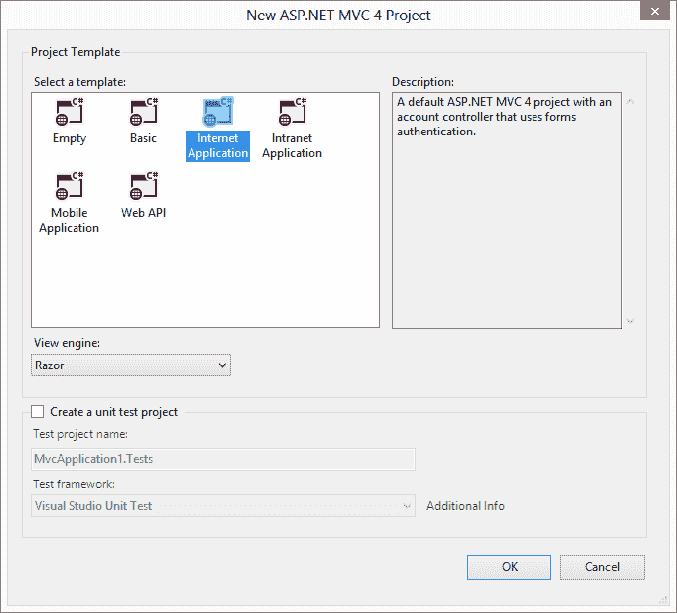 New ASP.NET MVC 4 Project
Project Template
Select a template:
Description:
C# C# C# C#
Empty
Basic
Internet
Application
Intranet
Application
A default ASP.NET MVC 4 project with an
account controller that uses forms
authentication.
C# C#
Mobile
Application
Web API
View engine:
Razor
Create a unit test project
Test project name:
MvcApplication1.Tests
Test framework:
Visual Studio Unit Test
Additional Info
OK
Cancel